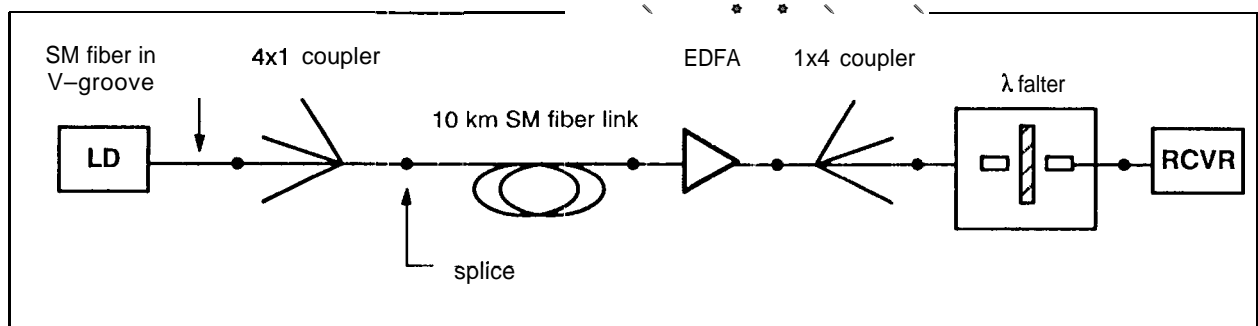 SM fiber in
V–groove
4x1 coupler
EDFA
1x4 coupler
λ falter
10 km SM fiber link
LD
RCVR
splice